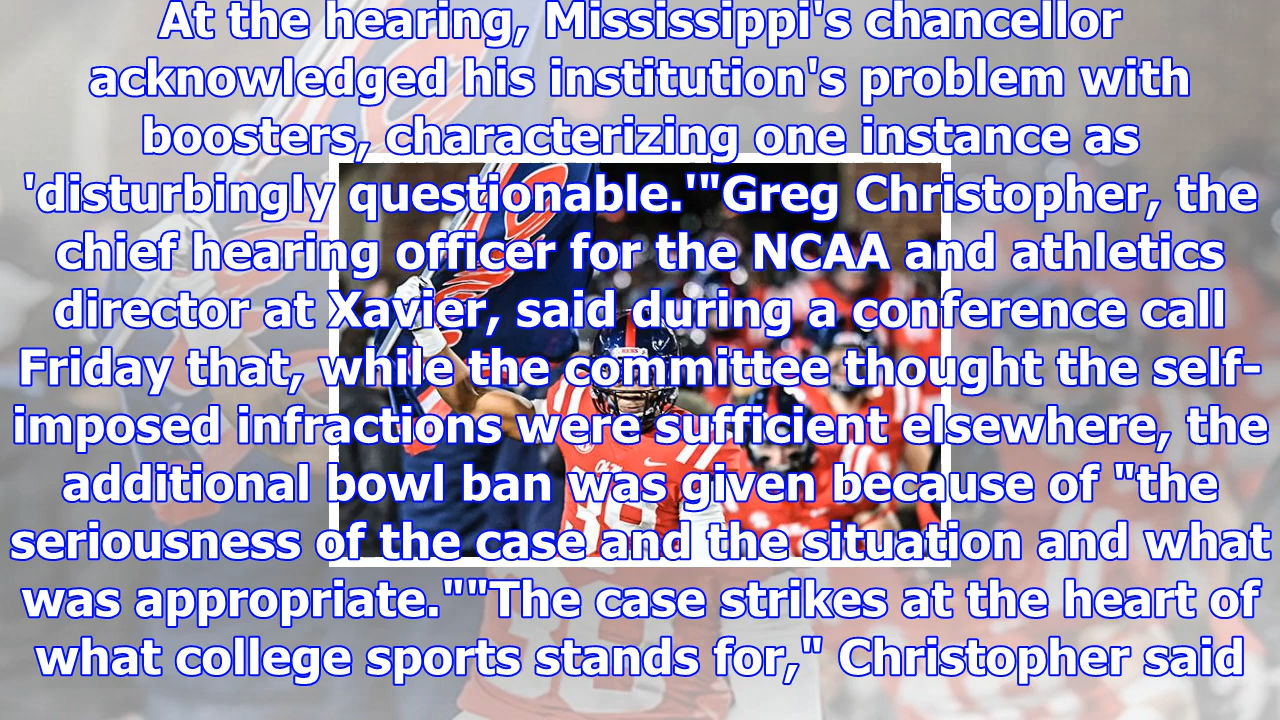 At the hearing, Mississippi's chancellor
acknowledged his institution's problem with
boosters, characterizing one instance as
'disturbingly questionable.'"Greg Christopher, the
chief hearing officer for the NCAA and athletics
director at Xavier, said during a conference call
Friday that, while the committee thought the self-
imposed infractions were sufficient elsewhere, the
additional bowl ban was given because of "the
seriousness of the case and the situation and what
was appropriate.""The case strikes at the heart of
what college sports stands for," Christopher said
Ole Miss
38